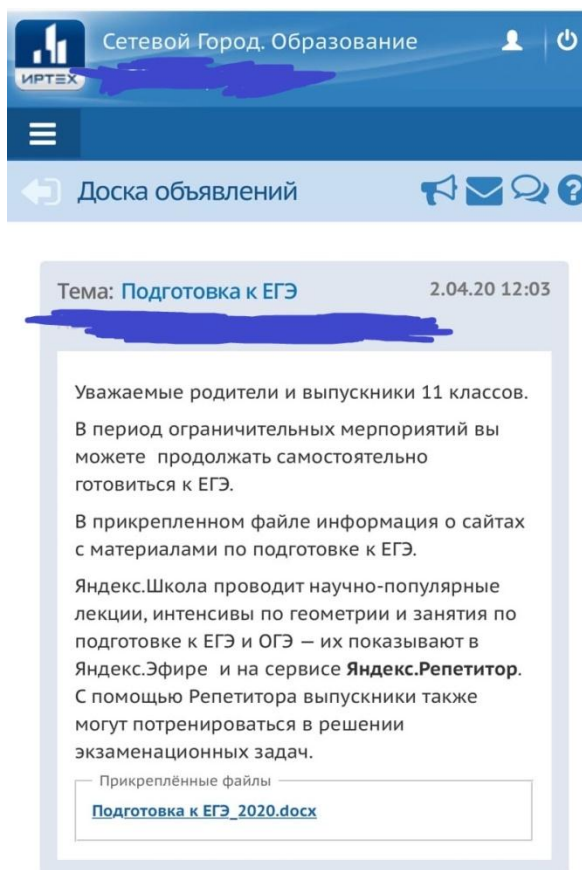 Сетевой Город. Образование
ИРТЕХ
Доска объявлений
Тема: Подготовка к ЕГЭ 2.04.20 12:03
Уважаемые родители и выпускники 11 классов.
В период ограничительных мерпориятий вы
можете продолжать самостоятельно
готовиться к ЕГЭ.
В прикрепленном файле информация о сайтах
с материалами по подготовке к ЕГЭ.
Яндекс.Школа проводит научно-популярные
лекции, интенсивы по геометрии и занятия по
подготовке к ЕГЭ и ОГЭ — их показывают в
Яндекс.Эфире и на сервисе Яндекс.Репетитор.
С помощью Репетитора выпускники также
могут потренироваться в решении
экзаменационных задач.
Прикреплённые файлы
Подготовка к ЕГЭ_2020.docx